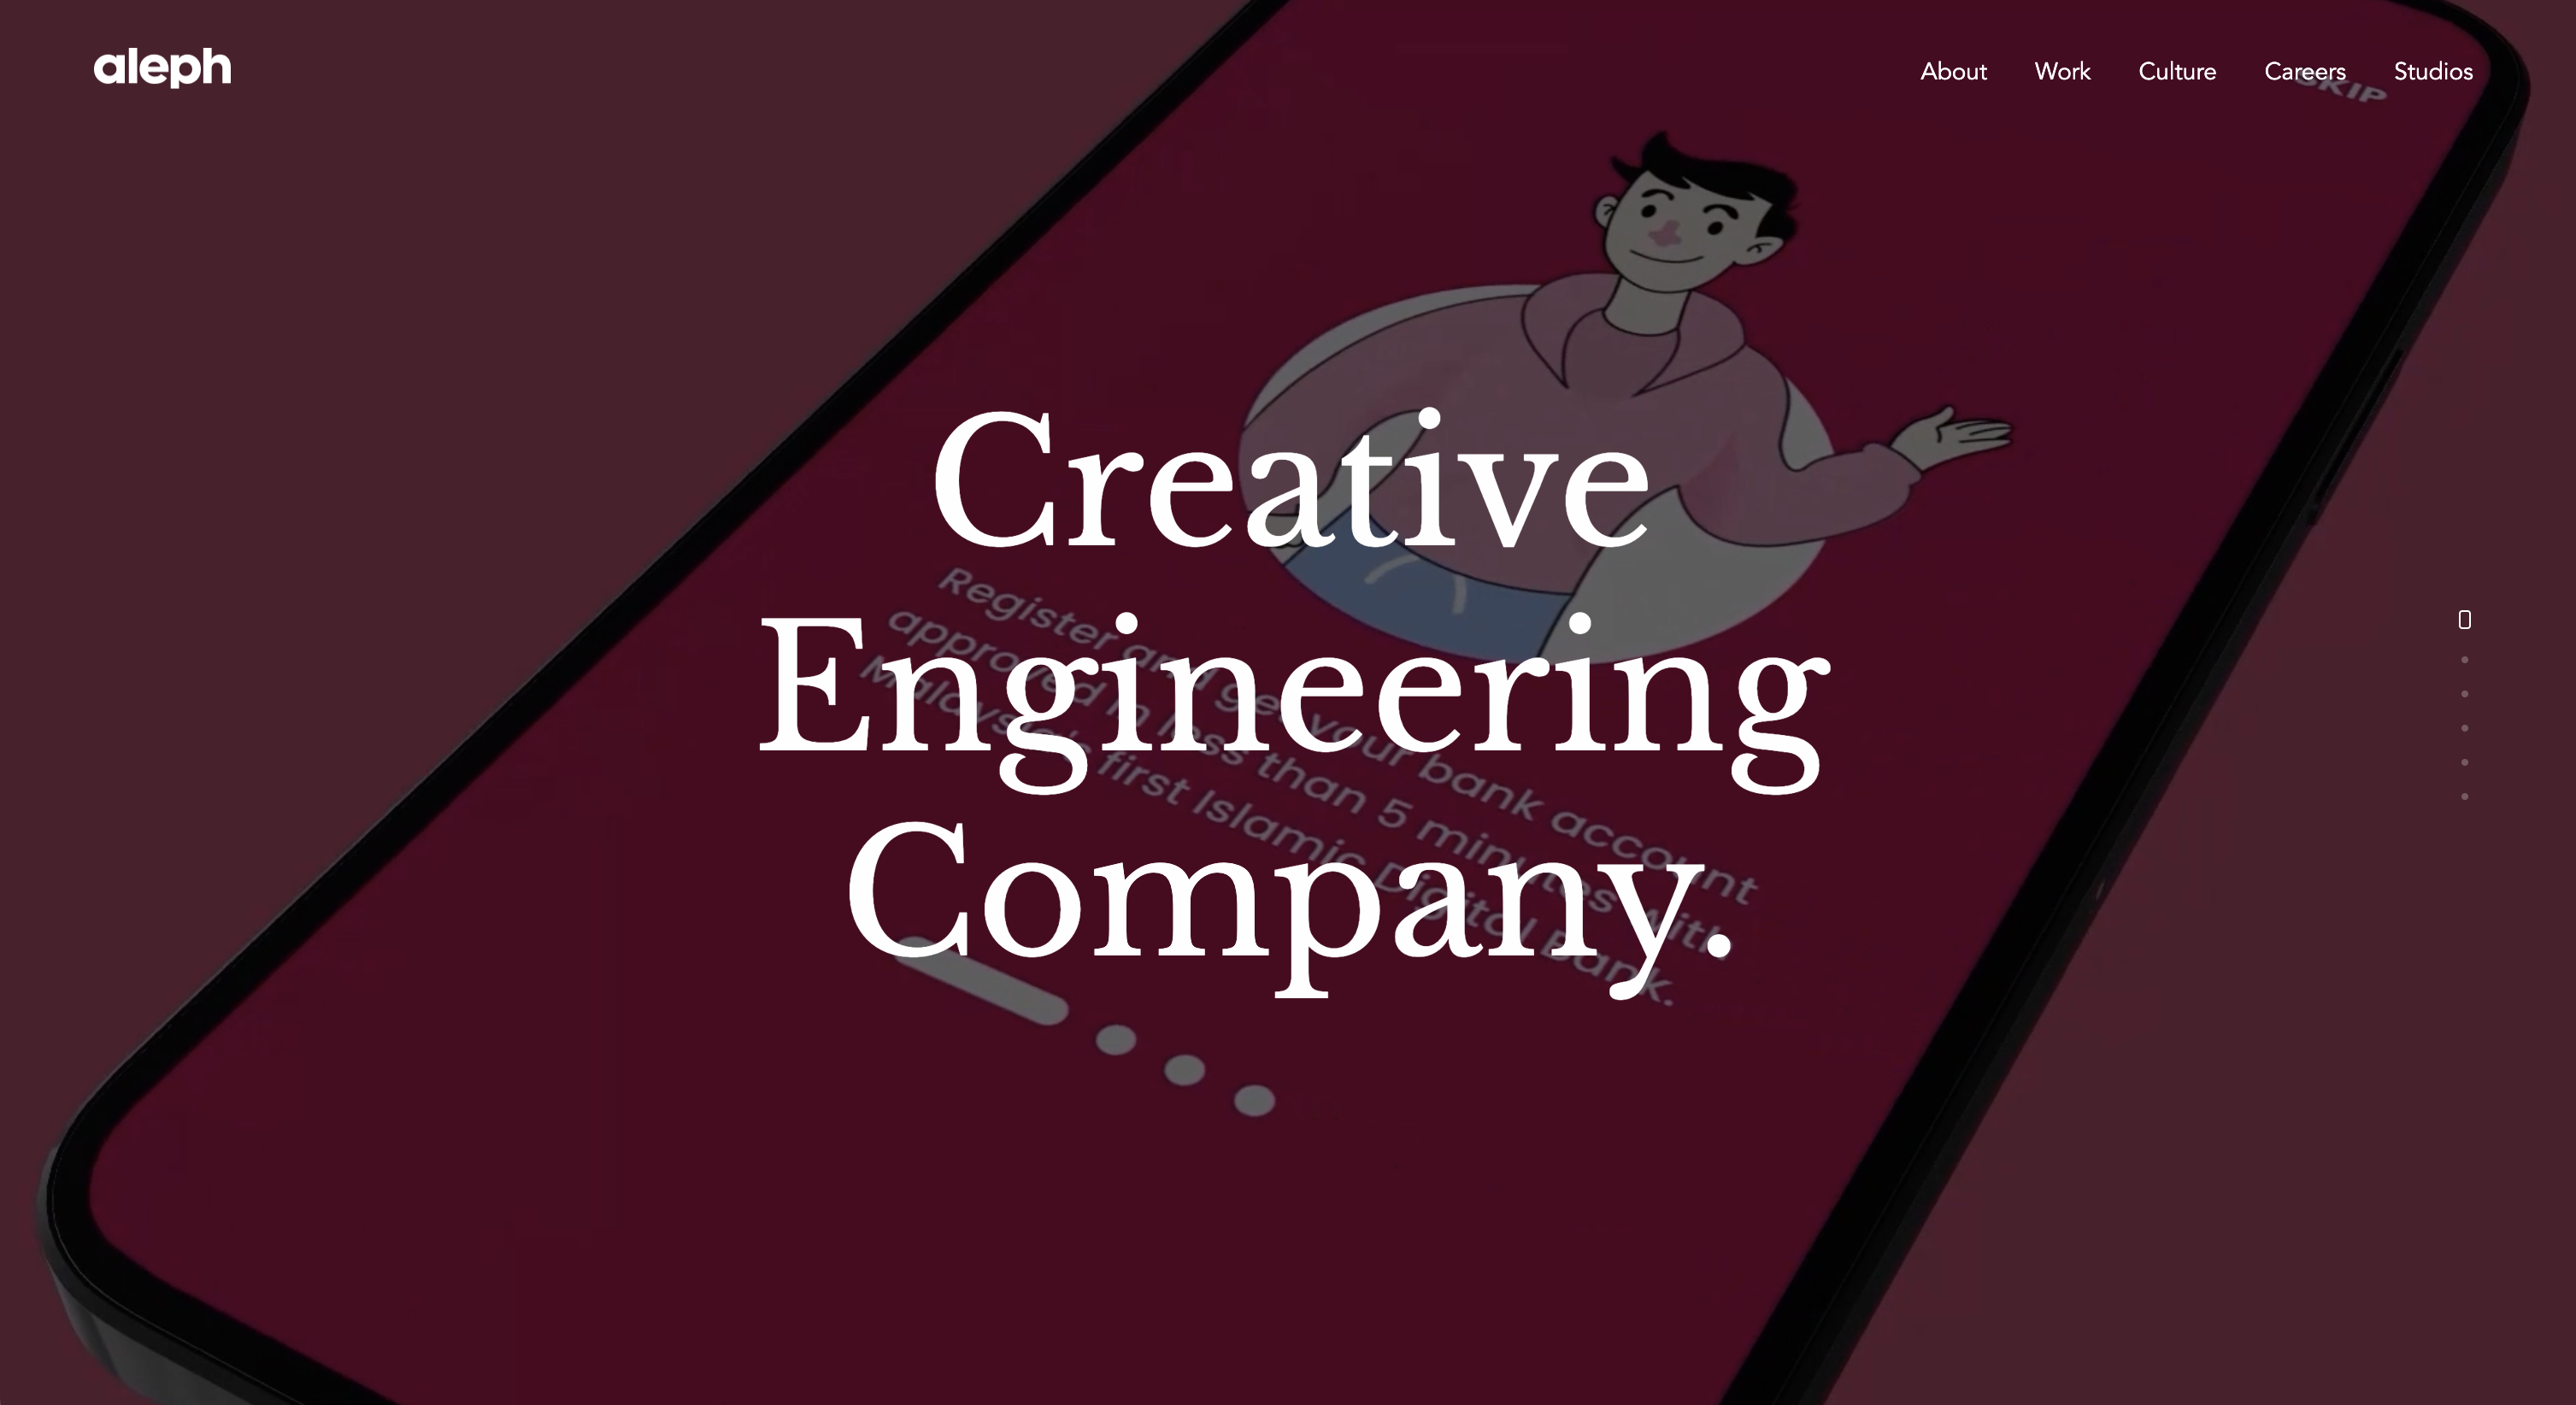 aleph
About Work Culture Careers Studios
SKIP
Creative
Engineering
Company.
Register and get your bank account
approved in less than 5 minutes with
Malaysia's first Islamic Digital Bank.